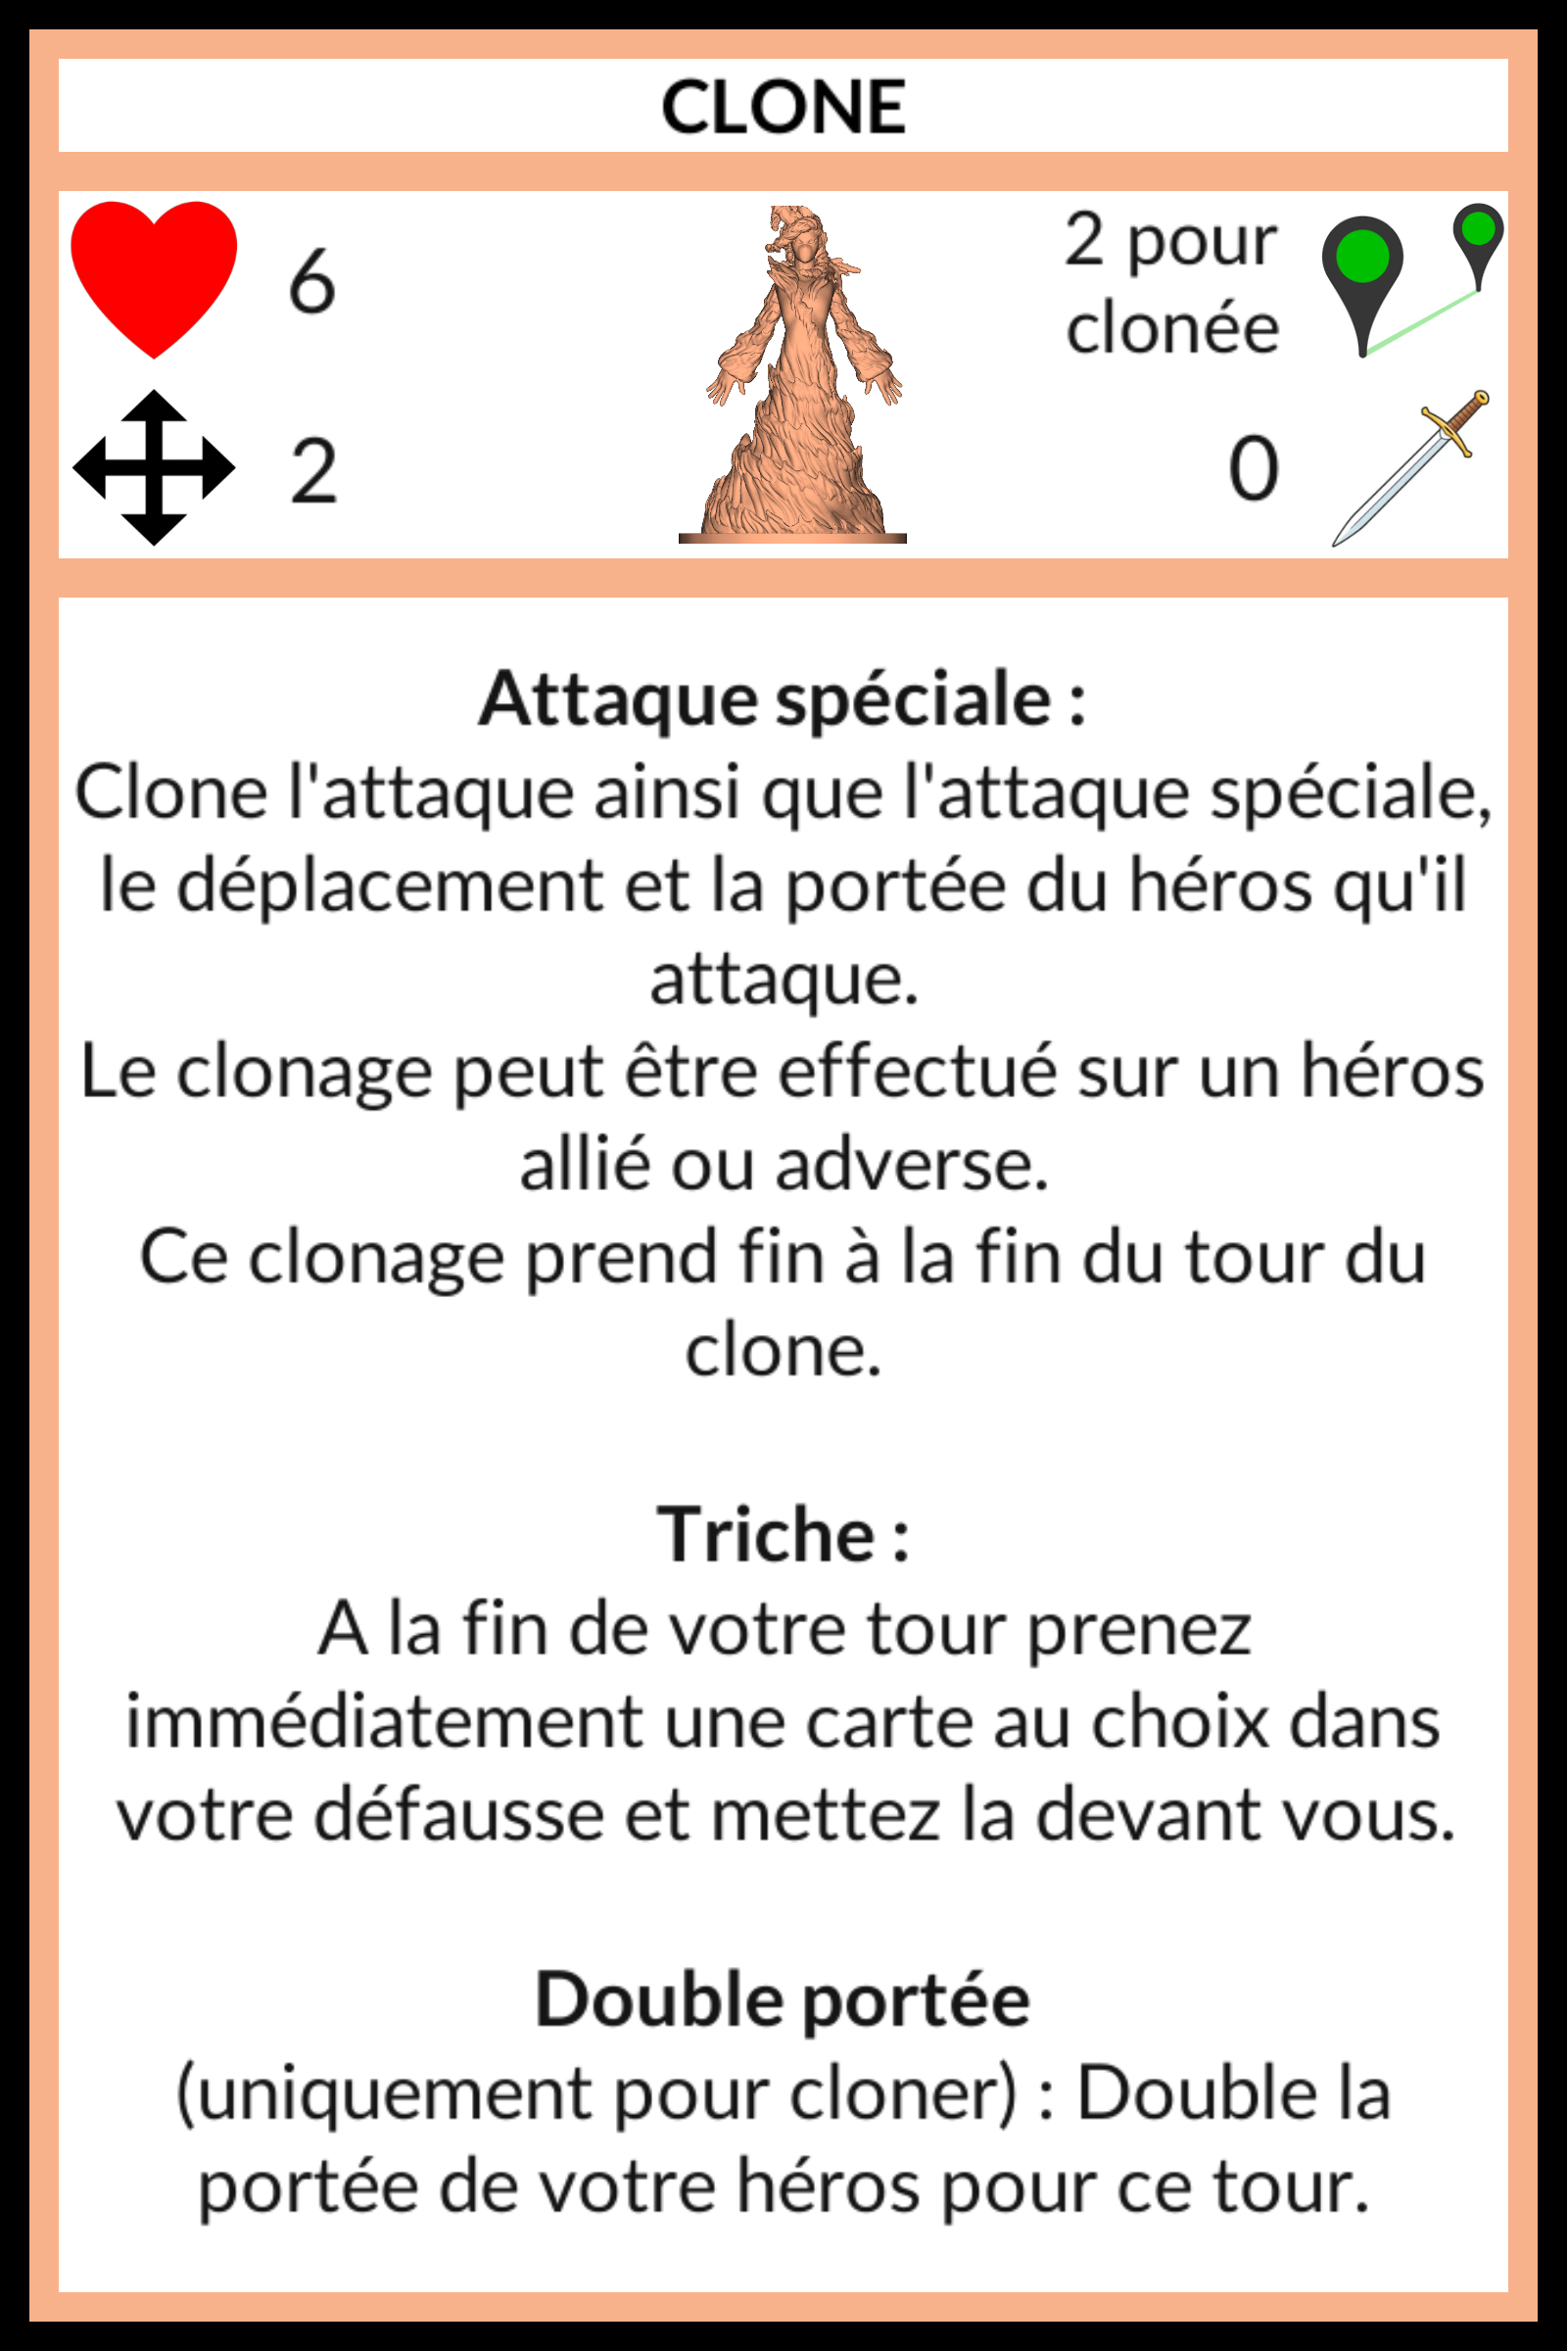 CLONE
6
2 pour
clonée
2
0
Attaque spéciale :
Clone l'attaque ainsi que l'attaque spéciale,
le déplacement et la portée du héros qu'il
attaque.
Le clonage peut être effectué sur un héros
allié ou adverse.
Ce clonage prend fin à la fin du tour du
clone.
Triche :
A la fin de votre tour prenez
immédiatement une carte au choix dans
votre défausse et mettez la devant vous.
Double portée
(uniquement pour cloner) : Double la
portée de votre héros pour ce tour.